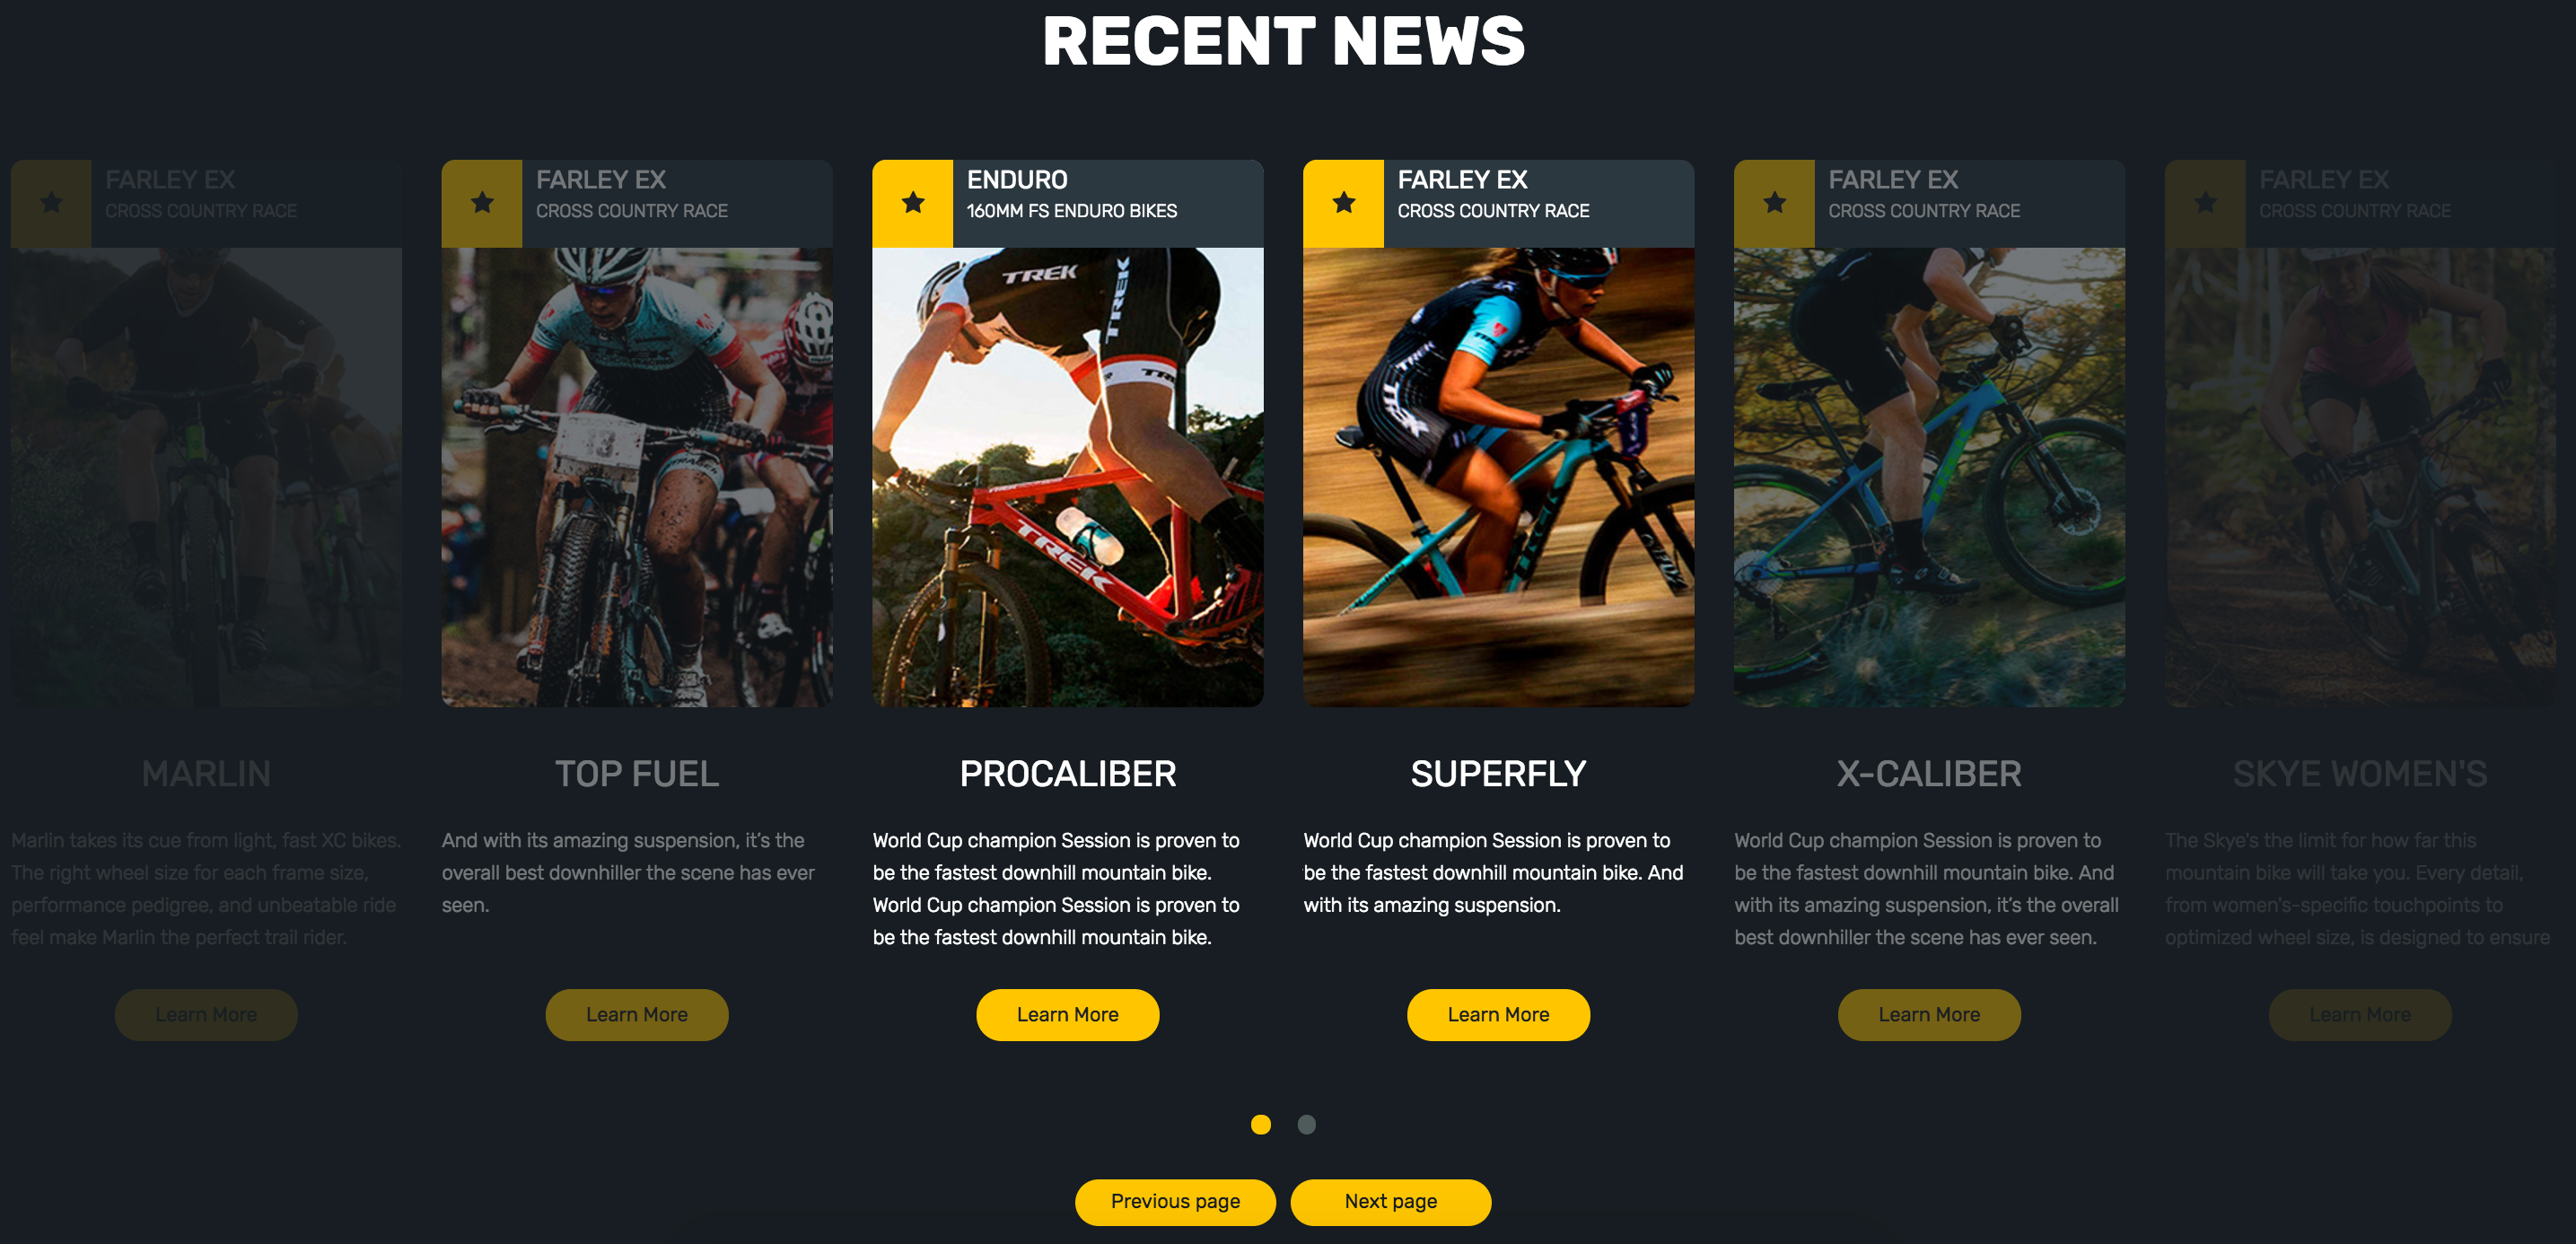 RECENT NEWS
FARLEY EX
CROSS COUNTRY RACE
MARLIN
Marlin takes its cue from light, fast XC bikes.
The right wheel size for each frame size,
performance pedigree, and unbeatable ride
feel make Marlin the perfect trail rider.
Learn More
FARLEY EX
CROSS COUNTRY RACE
TREK
13
TOP FUEL
And with its amazing suspension, it's the
overall best downhiller the scene has ever
seen.
Learn More
ENDURO
160MM FS ENDURO BIKES
TREK
TREK
TREK
PROCALIBER
World Cup champion Session is proven to
be the fastest downhill mountain bike.
World Cup champion Session is proven to
be the fastest downhill mountain bike.
Learn More
FARLEY EX
CROSS COUNTRY RACE
TREK
TREK
SUPERFLY
World Cup champion Session is proven to
be the fastest downhill mountain bike. And
with its amazing suspension.
Learn More
FARLEY EX
CROSS COUNTRY RACE
X-CALIBER
World Cup champion Session is proven to
be the fastest downhill mountain bike. And
with its amazing suspension, it's the overall
best downhiller the scene has ever seen.
Learn More
FARLEY EX
CROSS COUNTRY RACE
SKYE WOMEN'S
The Skye's the limit for how far this
mountain bike will take you. Every detail,
from women's-specific touchpoints to
optimized wheel size, is designed to ensure
Learn More
Previous page
Next page